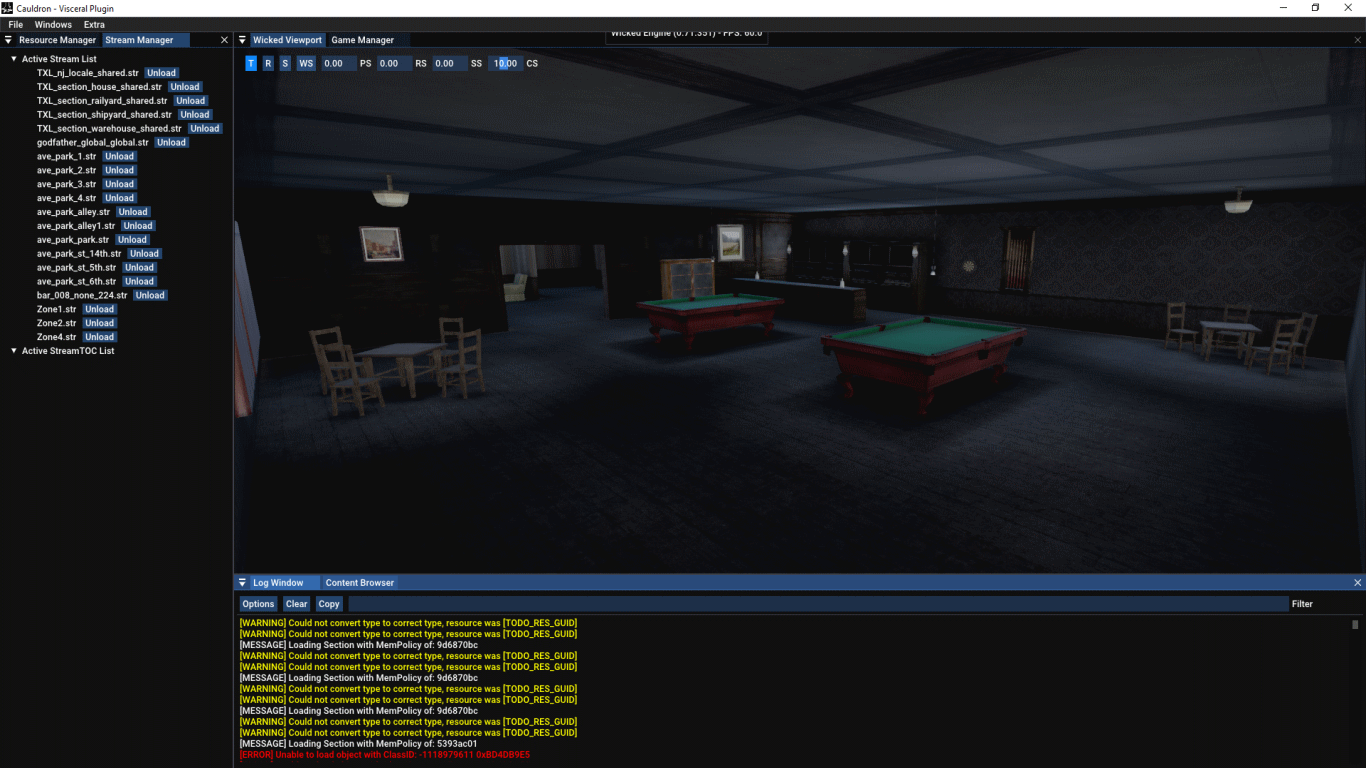 Cauldron - Visceral Plugin
File Windows Extra
Resource Manager Stream Manager
Active Stream List
TXL_nj_locale_shared.str Unload
TXL_section_house_shared.str Unload
TXL_section_railyard_shared.str Unload
TXL_section_shipyard_shared.str Unload
TXL_section_warehouse_shared.str Unload
godfather_global_global.str Unload
ave_park_1.str Unload
ave_park_2.str Unload
ave_park_3.str Unload
ave_park_4.str Unload
ave_park_alley.str Unload
ave_park_alley1.str Unload
ave_park_park.str Unload
ave_park_st_14th.str Unload
ave_park_st_5th.str Unload
ave_park_st_6th.str Unload
bar_008_none_224.str Unload
Zone1.str Unload
Zone2.str Unload
Zone4.str Unload
Active StreamTOC List
Wicked Viewport Game Manager
Wicked Engine (0.71.351) - FPS: 60.0
T R S WS 0.00 PS 0.00 RS 0.00 SS 10.00 CS
Log Window Content Browser
Options Clear Copy Filter
[WARNING] Could not convert type to correct type, resource was [TODO_RES_GUID]
[WARNING] Could not convert type to correct type, resource was [TODO_RES_GUID]
[MESSAGE] Loading Section with MemPolicy of: 9d6870bc
[WARNING] Could not convert type to correct type, resource was [TODO_RES_GUID]
[WARNING] Could not convert type to correct type, resource was [TODO_RES_GUID]
[MESSAGE] Loading Section with MemPolicy of: 9d6870bc
[WARNING] Could not convert type to correct type, resource was [TODO_RES_GUID]
[WARNING] Could not convert type to correct type, resource was [TODO_RES_GUID]
[MESSAGE] Loading Section with MemPolicy of: 9d6870bc
[WARNING] Could not convert type to correct type, resource was [TODO_RES_GUID]
[WARNING] Could not convert type to correct type, resource was [TODO_RES_GUID]
[MESSAGE] Loading Section with MemPolicy of: 5393ac01
[ERROR] Unable to load object with ClassID: -1118979611 0xBD4DB9E5